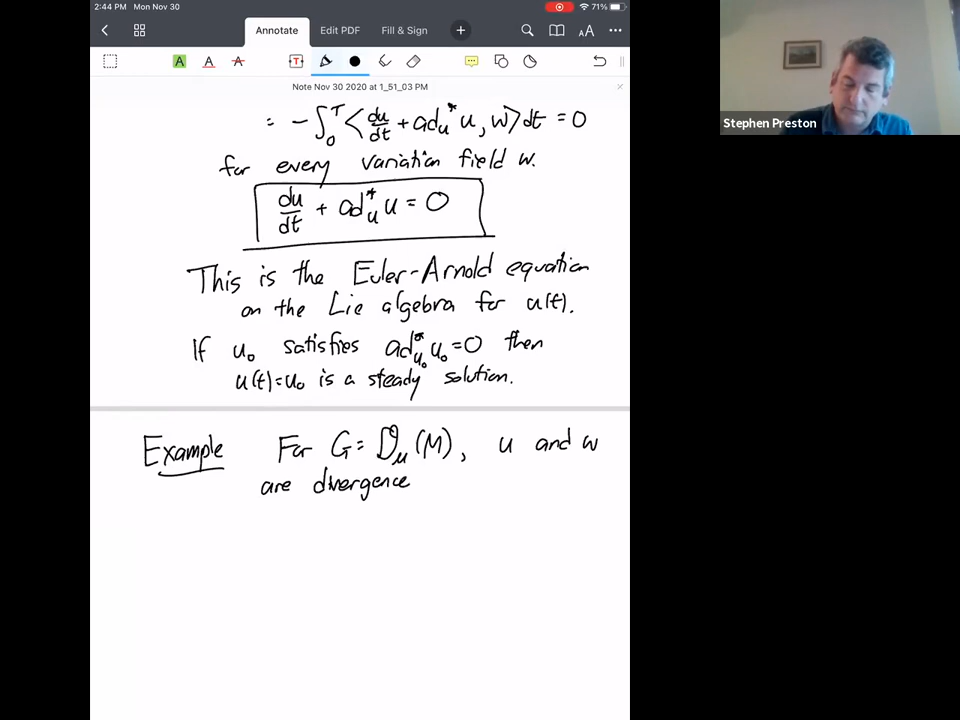 2:44 PM Mon Nov 30
71%
Annotate Edit PDF Fill & Sign
AA
A A A T
Note Nov 30 2020 at 1_51_03 PM
= - ∫₀ᵀ < du/dt + ad*ᵤ u, w > dt = 0
for every variation field w.
du/dt + ad*ᵤ u = 0
This is the Euler-Arnold equation
on the Lie algebra for u(t).
If u₀ satisfies ad*ᵤ₀ u₀ = 0 then
u(t) = u₀ is a steady solution.
Example For G = 𝒟_μ(M), u and w
are divergence
Stephen Preston